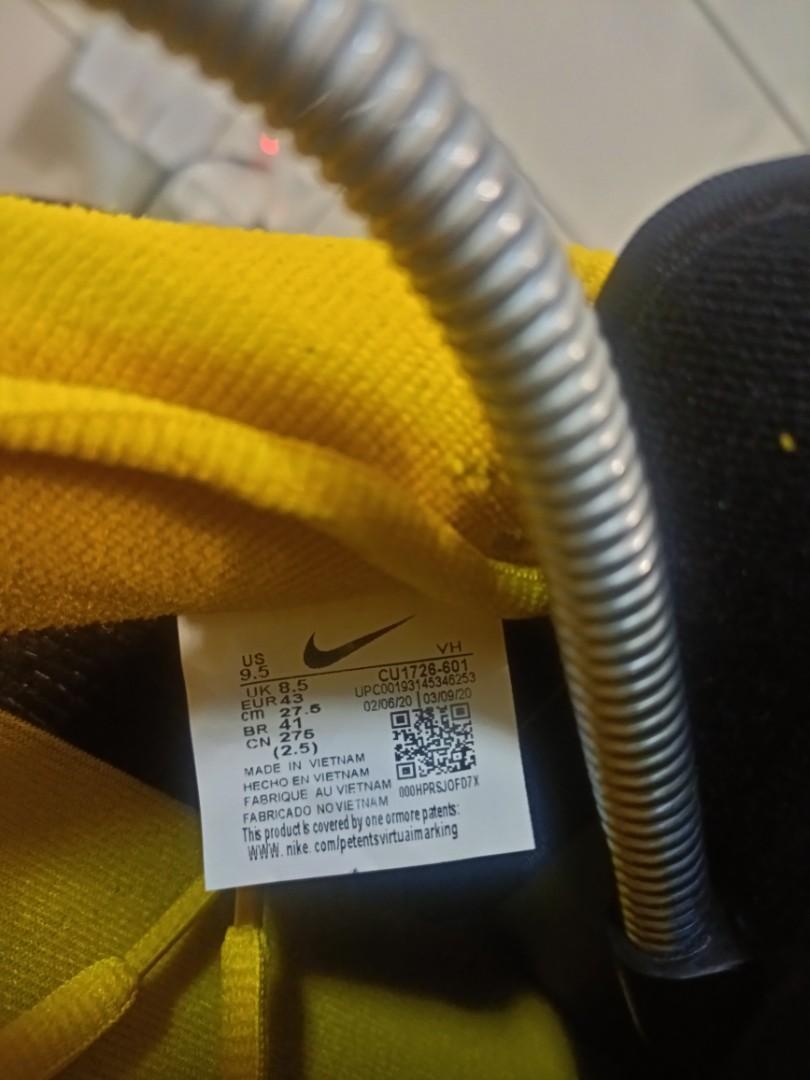 US
9.5
VH
CU1726-601
UK 8.5
UPC00193145346253
EUR 43
02/06/20 | 03/09/20
cm 27.5
BR 41
CN 275
(2.5)
MADE IN VIETNAM
HECHO EN VIETNAM
FABRIQUE AU VIETNAM
000HPRSJOFD7X
FABRICADO NO VIETNAM
This product is covered by one ormore patents:
WWW. nike. com/petentsvirtuaimarking